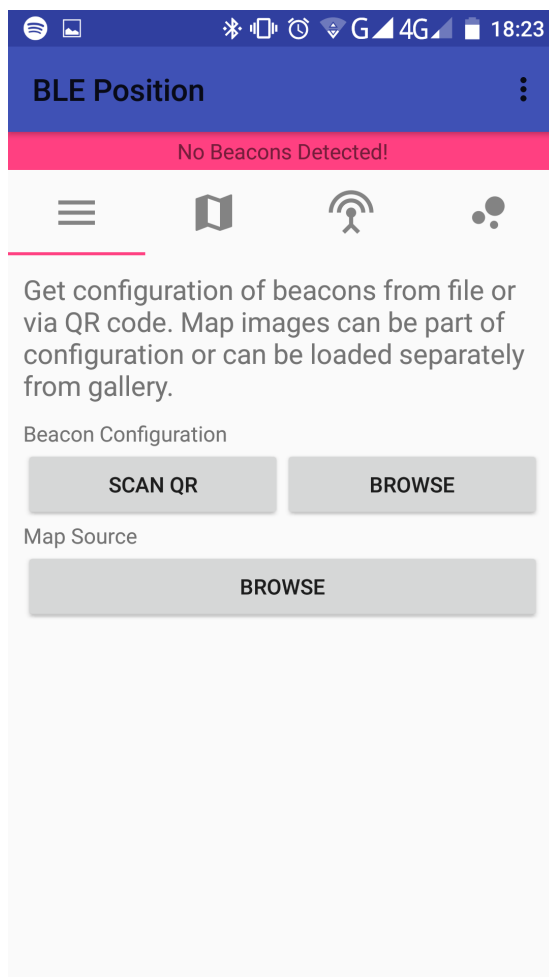 G 4G 18:23
BLE Position
No Beacons Detected!
Get configuration of beacons from file or
via QR code. Map images can be part of
configuration or can be loaded separately
from gallery.
Beacon Configuration
SCAN QR BROWSE
Map Source
BROWSE